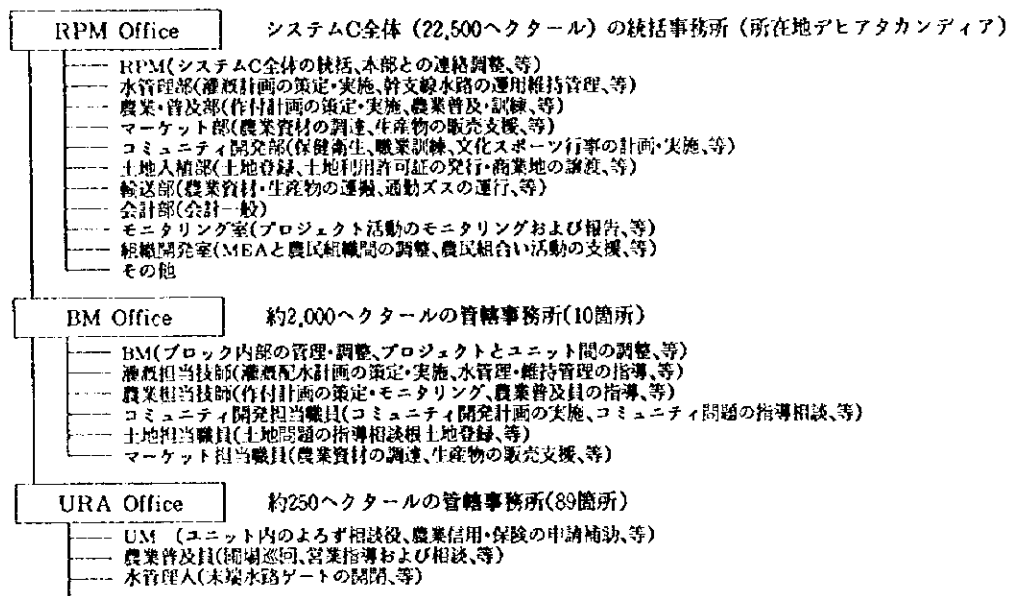 RPM Office システムC全体(22,500ヘクタール)の統括事務所(所在地デヒアタカンディア)
RPM(システムC全体の統括、本部との連絡調整、等)
水管理部(灌漑計画の策定・実施、幹支線水路の運用維持管理、等)
農業・普及部(作付計画の策定・実施、農業普及・訓練、等)
マーケット部(農業資材の調達、生産物の販売支援、等)
コミュニティ開発部(保健衛生、職業訓練、文化スポーツ行事の計画・実施、等)
土地入植部(土地登録、土地利用許可証の発行・商業地の譲渡、等)
輸送部(農業資材・生産物の運搬、通勤ズスの運行、等)
会計部(会計一般)
モニタリング室(プロジェクト活動のモニタリングおよび報告、等)
組織開発室(MEAと農民組織間の調整、農民組合い活動の支援、等)
その他
BM Office 約2,000ヘクタールの管轄事務所(10箇所)
BM(ブロック内部の管理・調整、プロジェクトとユニット間の調整、等)
灌漑担当技師(灌漑配水計画の策定・実施、水管理・維持管理の指導、等)
農業担当技師(作付計画の策定・モニタリング、農業普及員の指導、等)
コミュニティ開発担当職員(コミュニティ開発計画の実施、コミュニティ問題の指導相談、等)
土地担当職員(土地問題の指導相談根土地登録、等)
マーケット担当職員(農業資材の調達、生産物の販売支援、等)
URA Office 約250ヘクタールの管轄事務所(89箇所)
UM (ユニット内のよろず相談役、農業信用・保険の申請補助、等)
農業普及員(圃場巡回、営業指導および相談、等)
水管理人(末端水路ゲートの開閉、等)